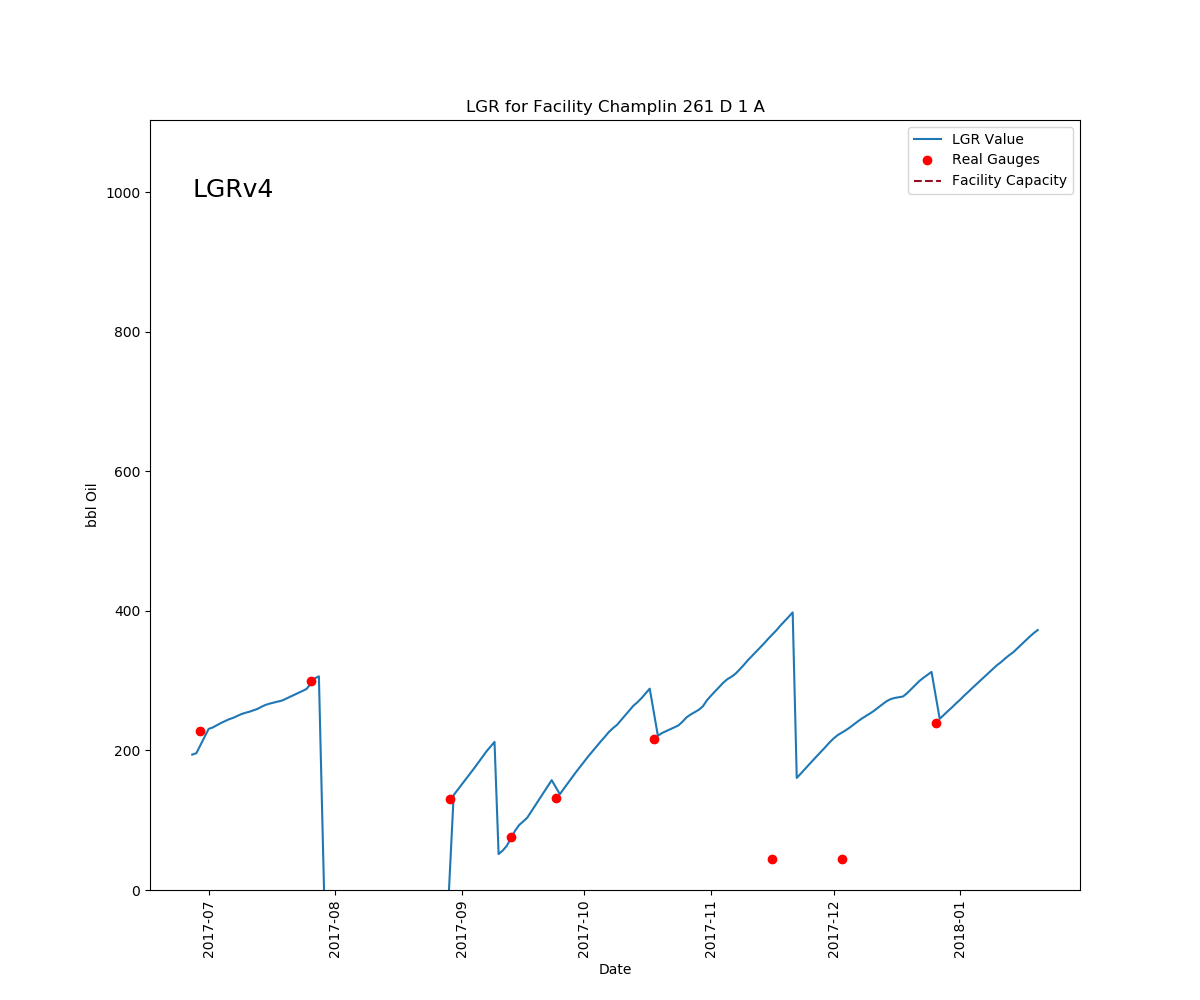 LGR for Facility Champlin 261 D 1 A
LGR Value
Real Gauges
Facility Capacity
LGRv4
1000
800
600
400
200
0
bbl Oil
2017-07
2017-08
2017-09
2017-10
2017-11
2017-12
2018-01
Date